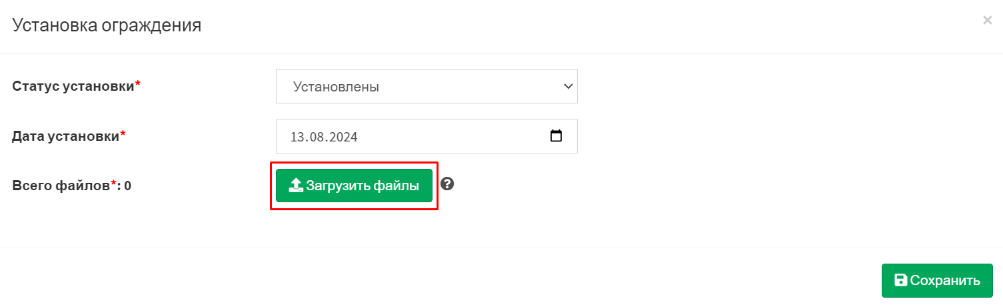 Установка ограждения ×
Статус установки* Установлены
Дата установки* 13.08.2024
Всего файлов*: 0 Загрузить файлы ?
Сохранить